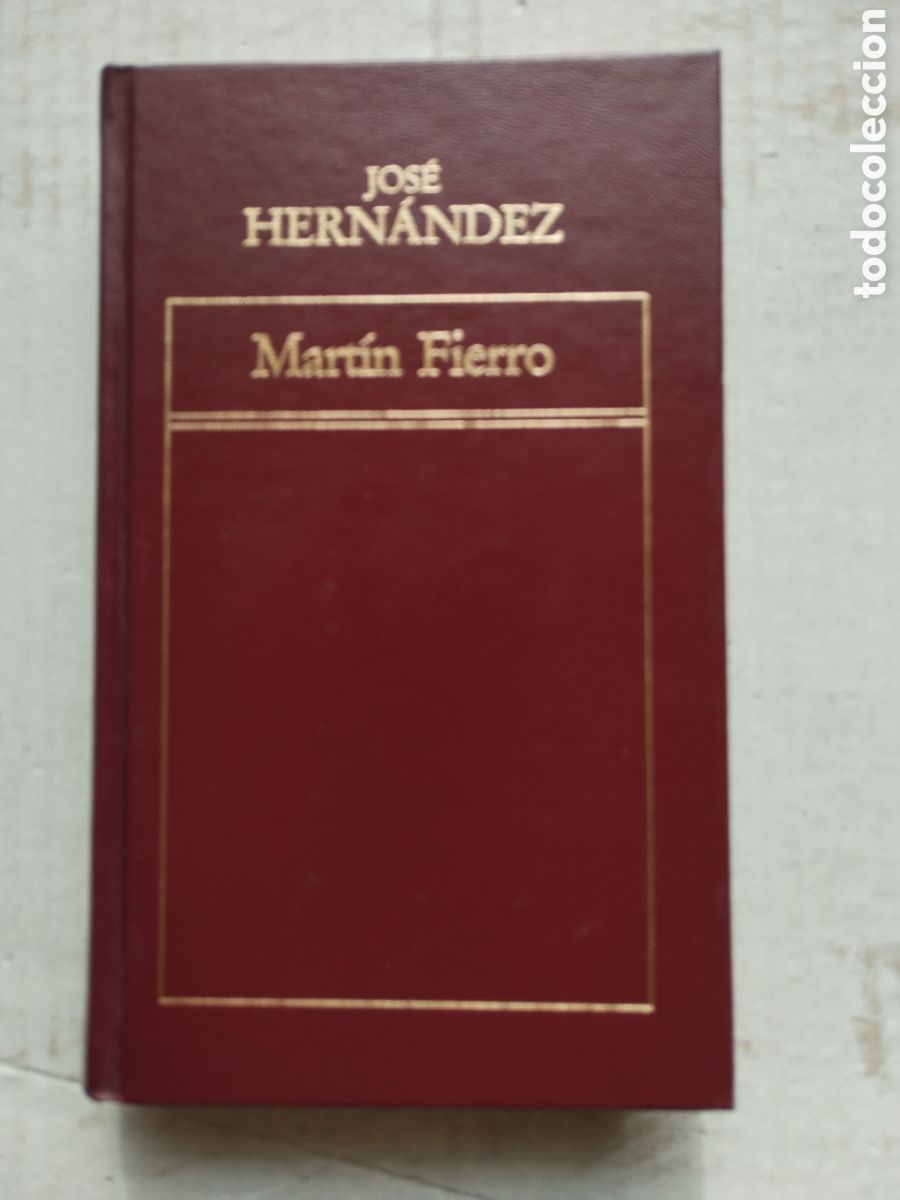 JOSÉ
HERNÁNDEZ
Martín Fierro
todocoleccion